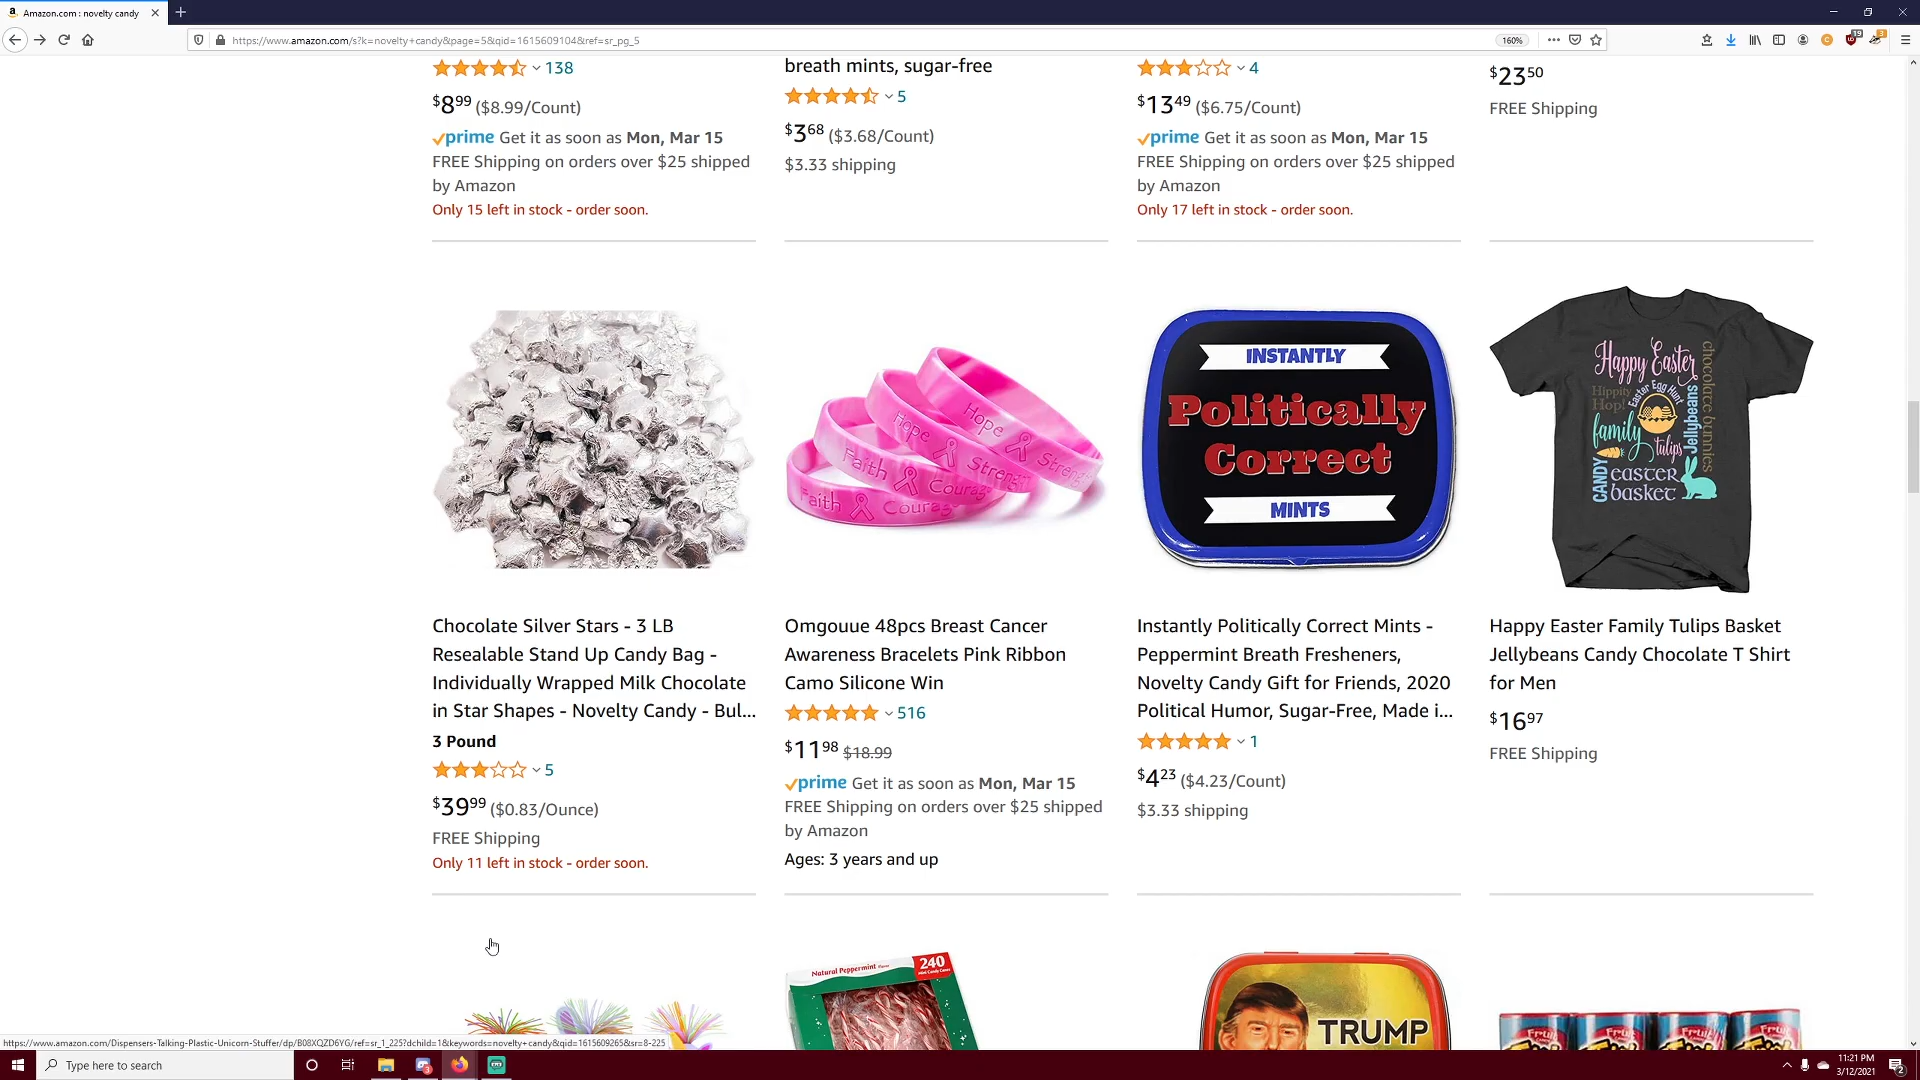 Amazon.com : novelty candy
https://www.amazon.com/s?k=novelty+candy&page=5&qid=1615609104&ref=sr_pg_5
160%
19
3
138
$8.99 ($8.99/Count)
prime Get it as soon as Mon, Mar 15
FREE Shipping on orders over $25 shipped
by Amazon
Only 15 left in stock - order soon.
breath mints, sugar-free
5
$3.68 ($3.68/Count)
$3.33 shipping
4
$13.49 ($6.75/Count)
prime Get it as soon as Mon, Mar 15
FREE Shipping on orders over $25 shipped
by Amazon
Only 17 left in stock - order soon.
$23.50
FREE Shipping
Hope Strength
Hope Strength
Faith Courage
Faith Courage
INSTANTLY
Politically
Correct
MINTS
Happy Easter
Hippity
Hop!
Easter Egg Hunt
family
tulips
Jellybeans
chocolate bunnies
CANDY
easter
basket
Chocolate Silver Stars - 3 LB
Resealable Stand Up Candy Bag -
Individually Wrapped Milk Chocolate
in Star Shapes - Novelty Candy - Bul...
3 Pound
5
$39.99 ($0.83/Ounce)
FREE Shipping
Only 11 left in stock - order soon.
Omgouue 48pcs Breast Cancer
Awareness Bracelets Pink Ribbon
Camo Silicone Win
516
$11.98 $18.99
prime Get it as soon as Mon, Mar 15
FREE Shipping on orders over $25 shipped
by Amazon
Ages: 3 years and up
Instantly Politically Correct Mints -
Peppermint Breath Fresheners,
Novelty Candy Gift for Friends, 2020
Political Humor, Sugar-Free, Made i...
1
$4.23 ($4.23/Count)
$3.33 shipping
Happy Easter Family Tulips Basket
Jellybeans Candy Chocolate T Shirt
for Men
$16.97
FREE Shipping
Natural Peppermint
240
TRUMP
https://www.amazon.com/Dispensers-Talking-Plastic-Unicorn-Stuffer/dp/B08XQZD6YG/ref=sr_1_225?dchild=1&keywords=novelty+candy&qid=1615609265&sr=8-225
Type here to search
11:21 PM
3/12/2021
2